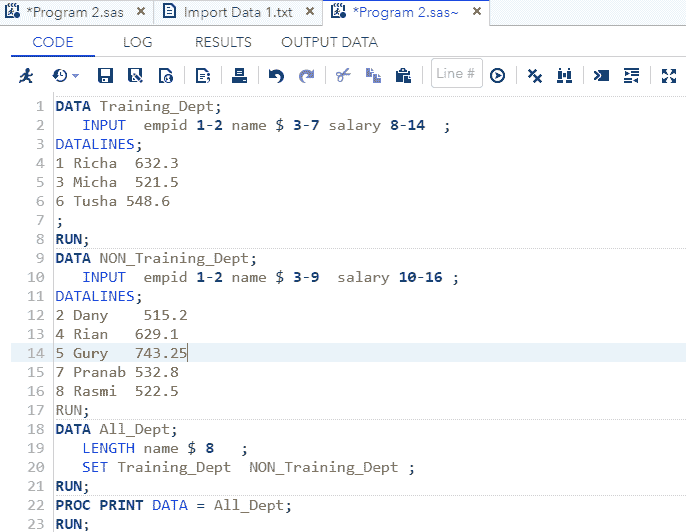 *Program 2.sas × Import Data 1.txt × *Program 2.sas~ ×
CODE LOG RESULTS OUTPUT DATA
Line #
1 DATA Training_Dept;
2    INPUT  empid 1-2 name $ 3-7 salary 8-14  ;
3 DATALINES;
4 1 Richa  632.3
5 3 Micha  521.5
6 6 Tusha 548.6
7 ;
8 RUN;
9 DATA NON_Training_Dept;
10    INPUT  empid 1-2 name $ 3-9  salary 10-16 ;
11 DATALINES;
12 2 Dany    515.2
13 4 Rian   629.1
14 5 Gury   743.25
15 7 Pranab 532.8
16 8 Rasmi  522.5
17 RUN;
18 DATA All_Dept;
19    LENGTH name $ 8   ;
20    SET Training_Dept  NON_Training_Dept ;
21 RUN;
22 PROC PRINT DATA = All_Dept;
23 RUN;